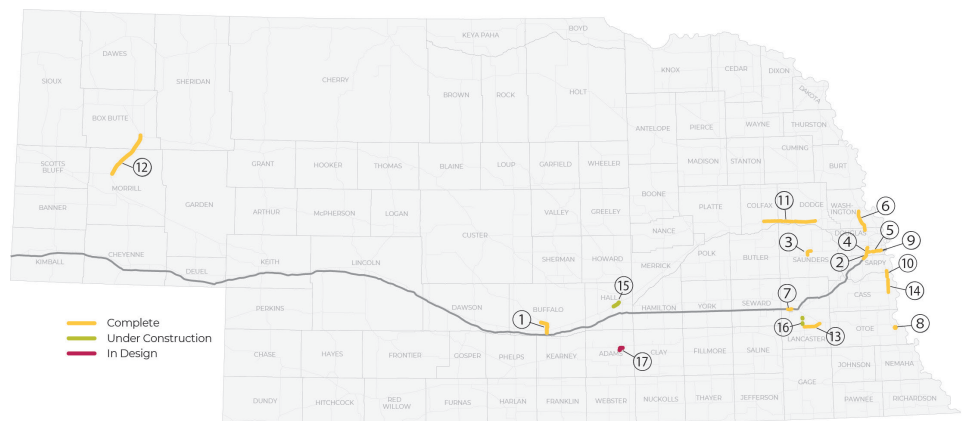 BOYD
KEYA PAHA
DAWES
SIOUX
SHERIDAN
CHERRY
KNOX
CEDAR
DIXON
DAKOTA
BROWN
ROCK
HOLT
BOX BUTTE
ANTELOPE
PIERCE
WAYNE
THURSTON
CUMING
SCOTTS
BLUFF
12
MORRILL
GRANT
HOOKER
THOMAS
BLAINE
LOUP
GARFIELD
WHEELER
MADISON
STANTON
BURT
BANNER
GARDEN
ARTHUR
McPHERSON
LOGAN
VALLEY
GREELEY
BOONE
PLATTE
COLFAX
11
DODGE
WASH-
INGTON
6
CUSTER
NANCE
DOUGLAS
5
4
9
3
2
KIMBALL
CHEYENNE
DEUEL
KEITH
LINCOLN
SHERMAN
HOWARD
MERRICK
POLK
BUTLER
SAUNDERS
SARPY
10
PERKINS
DAWSON
BUFFALO
HALL
15
HAMILTON
YORK
SEWARD
7
CASS
14
1
Complete
Under Construction
In Design
16
13
LANCASTER
OTOE
8
CHASE
HAYES
FRONTIER
GOSPER
PHELPS
KEARNEY
ADAMS
17
CLAY
FILLMORE
SALINE
GAGE
JOHNSON
NEMAHA
DUNDY
HITCHCOCK
RED
WILLOW
FURNAS
HARLAN
FRANKLIN
WEBSTER
NUCKOLLS
THAYER
JEFFERSON
PAWNEE
RICHARDSON